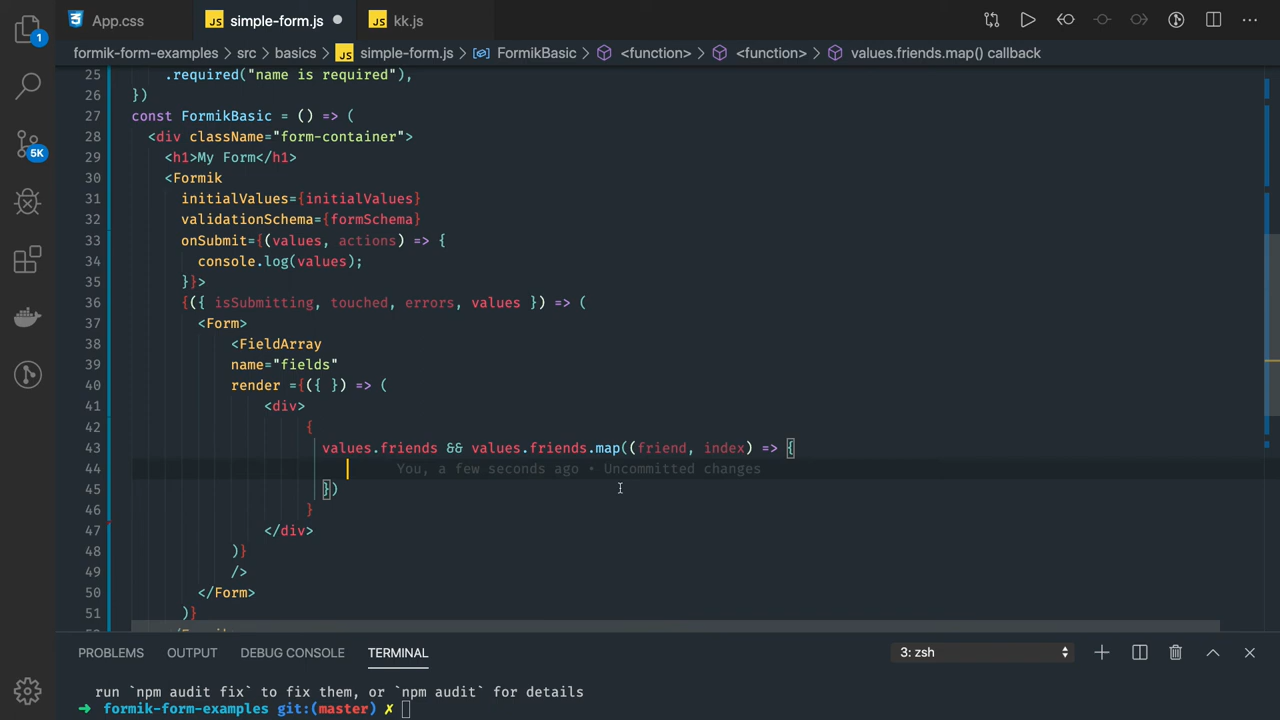 App.css
JS simple-form.js
JS kk.js
formik-form-examples > src > basics > JS simple-form.js > FormikBasic > <function> > <function> > values.friends.map() callback
1
5K
25 .required("name is required"),
26 })
27 const FormikBasic = () => (
28 <div className="form-container">
29 <h1>My Form</h1>
30 <Formik
31 initialValues={initialValues}
32 validationSchema={formSchema}
33 onSubmit={(values, actions) => {
34 console.log(values);
35 }}>
36 {({ isSubmitting, touched, errors, values }) => (
37 <Form>
38 <FieldArray
39 name="fields"
40 render ={({ }) => (
41 <div>
42 {
43 values.friends && values.friends.map((friend, index) => {
44 You, a few seconds ago • Uncommitted changes
45 })
46 }
47 </div>
48 )}
49 />
50 </Form>
51 )}
PROBLEMS OUTPUT DEBUG CONSOLE TERMINAL 3: zsh
run `npm audit fix` to fix them, or `npm audit` for details
➜ formik-form-examples git:(master) ✗